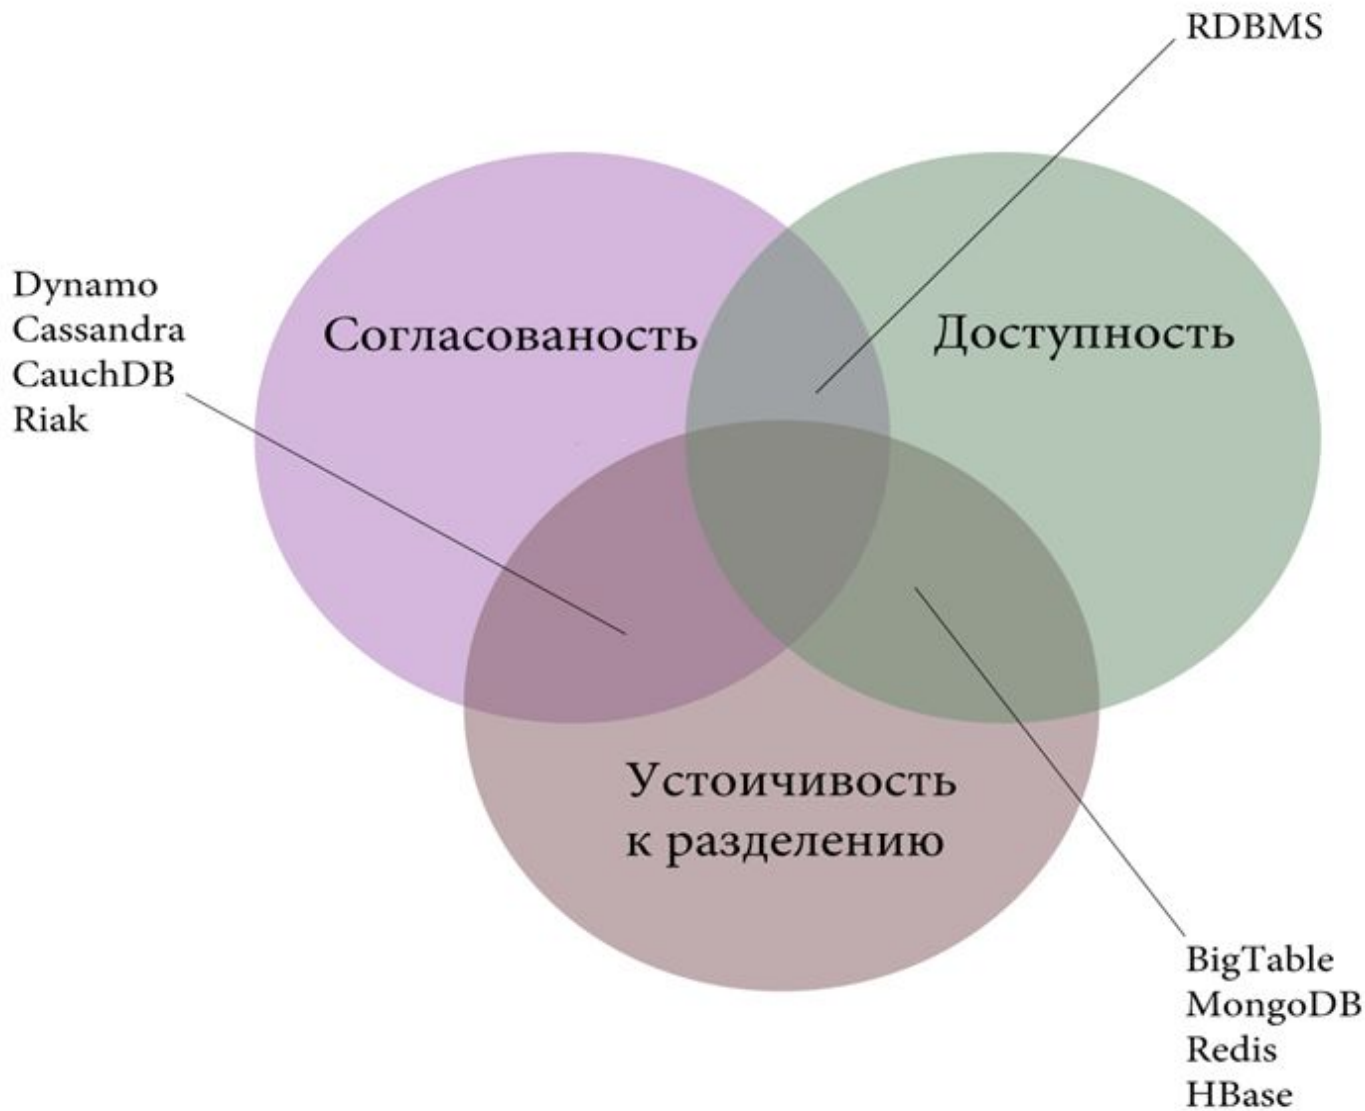 RDBMS
Dynamo
Cassandra
CauchDB
Riak
Согласованость
Доступность
Устоичивость
к разделению
BigTable
MongoDB
Redis
HBase